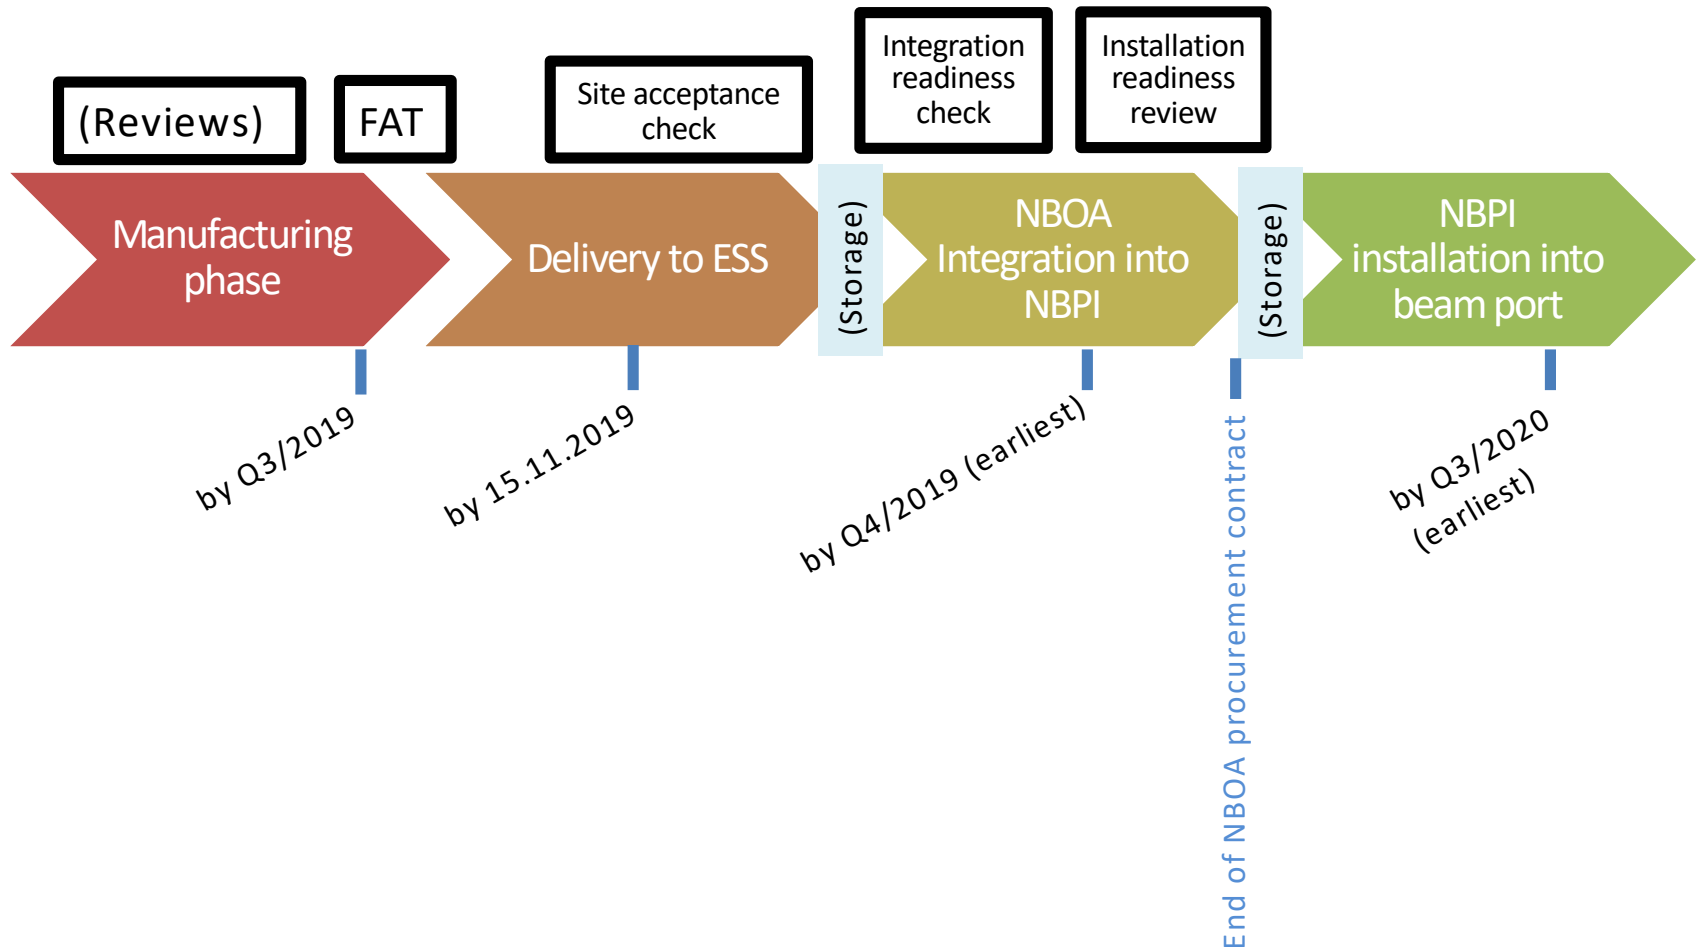 (Reviews)
FAT
Site acceptance
check
Integration
readiness
check
Installation
readiness
review
Manufacturing
phase
Delivery to ESS
(Storage)
NBOA
Integration into
NBPI
(Storage)
NBPI
installation into
beam port
by Q3/2019
by 15.11.2019
by Q4/2019 (earliest)
End of NBOA procurement contract
by Q3/2020
(earliest)